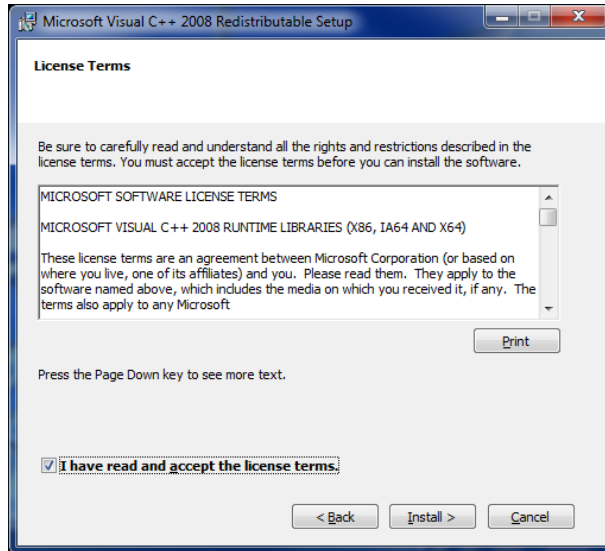 Microsoft Visual C++ 2008 Redistributable Setup
License Terms
Be sure to carefully read and understand all the rights and restrictions described in the
license terms. You must accept the license terms before you can install the software.
MICROSOFT SOFTWARE LICENSE TERMS
MICROSOFT VISUAL C++ 2008 RUNTIME LIBRARIES (X86, IA64 AND X64)
These license terms are an agreement between Microsoft Corporation (or based on
where you live, one of its affiliates) and you.  Please read them.  They apply to the
software named above, which includes the media on which you received it, if any.  The
terms also apply to any Microsoft
Print
Press the Page Down key to see more text.
I have read and accept the license terms.
< Back
Install >
Cancel